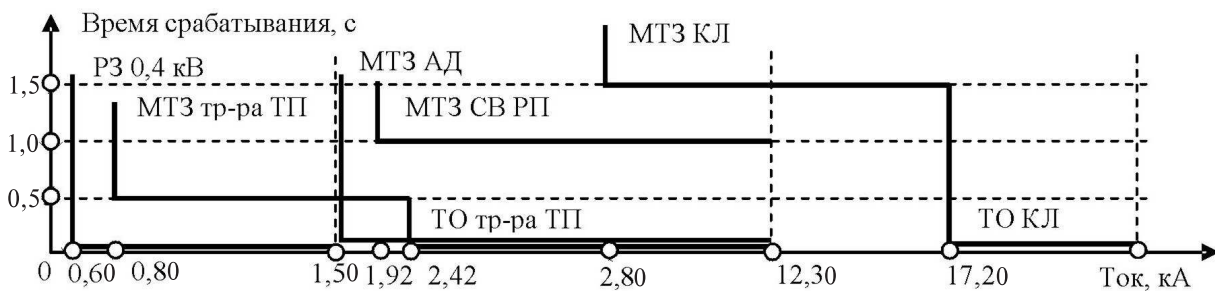 Время срабатывания, с
МТЗ КЛ
РЗ 0,4 кВ
МТЗ АД
1,5
МТЗ тр-ра ТП
МТЗ СВ РП
1,0
0,5
ТО тр-ра ТП
ТО КЛ
0
0,60
0,80
1,50
1,92
2,42
2,80
12,30
17,20
Ток, кА